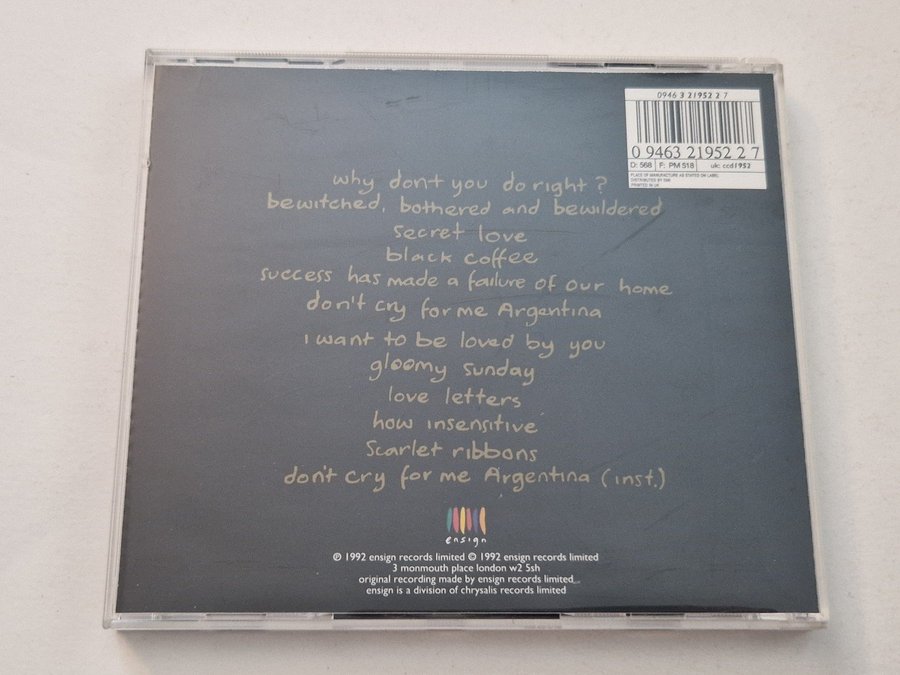 0946 3 21952 2 7
0 09463 21952 2 7
D: 568 F: PM 518 uk: ccd1952
PLACE OF MANUFACTURE AS STATED ON LABEL
DISTRIBUTED BY EMI
PRINTED IN UK
why don't you do right?
bewitched, bothered and bewildered
secret love
black coffee
success has made a failure of our home
don't cry for me Argentina
i want to be loved by you
gloomy sunday
love letters
how insensitive
scarlet ribbons
don't cry for me Argentina (inst.)
ensign
℗ 1992 ensign records limited © 1992 ensign records limited
3 monmouth place london w2 5sh
original recording made by ensign records limited
ensign is a division of chrysalis records limited